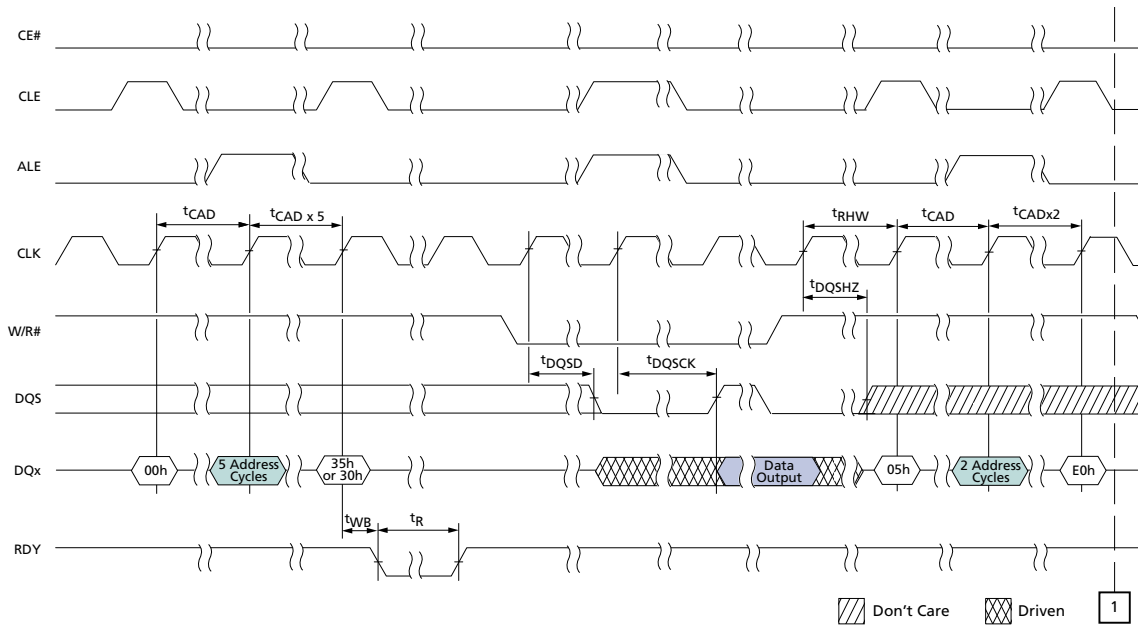 CE#
CLE
ALE
tCAD
tCAD x 5
tRHW
tCAD
tCADx2
CLK
tDQSHZ
W/R#
tDQSD
tDQSCK
DQS
DQx
00h
5 Address
Cycles
35h
or 30h
Data
Output
05h
2 Address
Cycles
E0h
tWB
tR
RDY
Don't Care
Driven
1